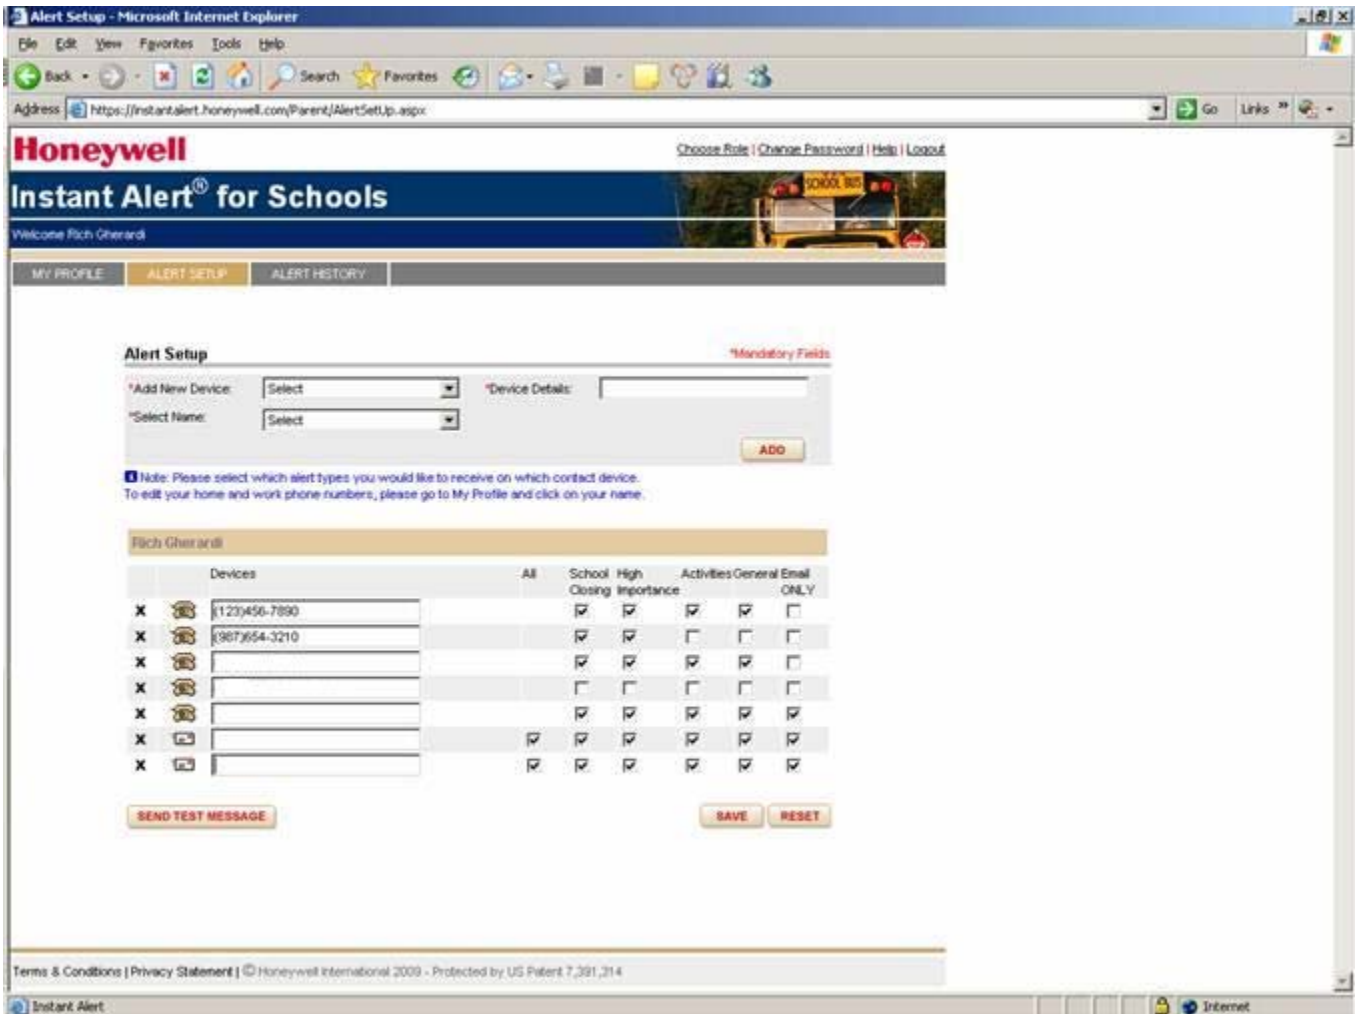 Alert Setup - Microsoft Internet Explorer
File Edit View Favorites Tools Help
Back Search Favorites
Address https://instantalert.honeywell.com/Parent/AlertSetUp.aspx Go Links »
Honeywell
Choose Role | Change Password | Help | Logout
Instant Alert® for Schools
SCHOOL BUS
Welcome Rich Gherardi
MY PROFILE ALERT SETUP ALERT HISTORY
Alert Setup *Mandatory Fields
*Add New Device: Select *Device Details:
*Select Name: Select
ADD
Note: Please select which alert types you would like to receive on which contact device.
To edit your home and work phone numbers, please go to My Profile and click on your name.
Rich Gherardi
Devices All School High Activities General Email
Closing Importance ONLY
X (123)456-7890
X (987)654-3210
X
X
X
X
X
SEND TEST MESSAGE SAVE RESET
Terms & Conditions | Privacy Statement | © Honeywell International 2009 - Protected by US Patent 7,391,314
Instant Alert Internet